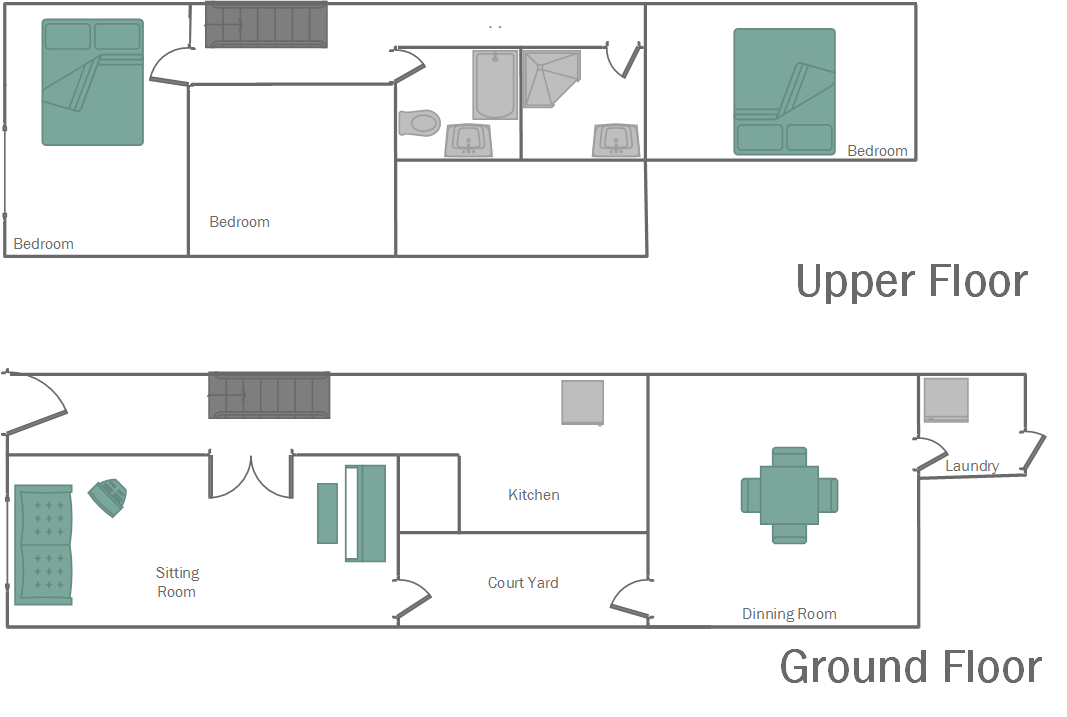 Bedroom
Bedroom
Bedroom
Upper Floor
Laundry
Kitchen
Sitting
Room
Court Yard
Dinning Room
Ground Floor